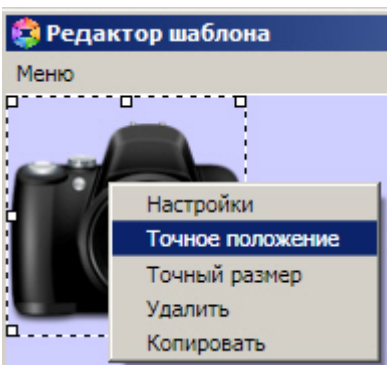 Редактор шаблона
Меню
Настройки
Точное положение
Точный размер
Удалить
Копировать